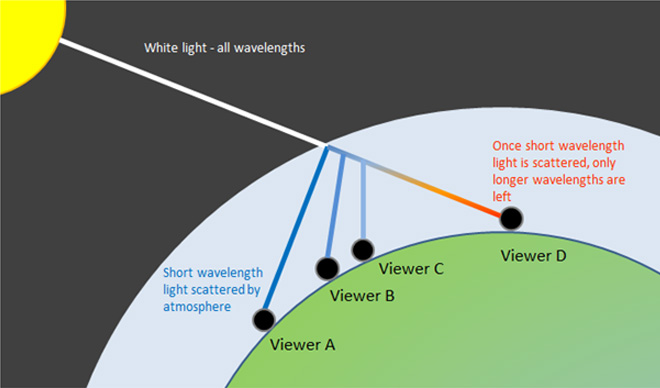 White light - all wavelengths
Once short wavelength
light is scattered, only
longer wavelengths are
left
Viewer D
Viewer C
Short wavelength
light scattered by
atmosphere
Viewer B
Viewer A